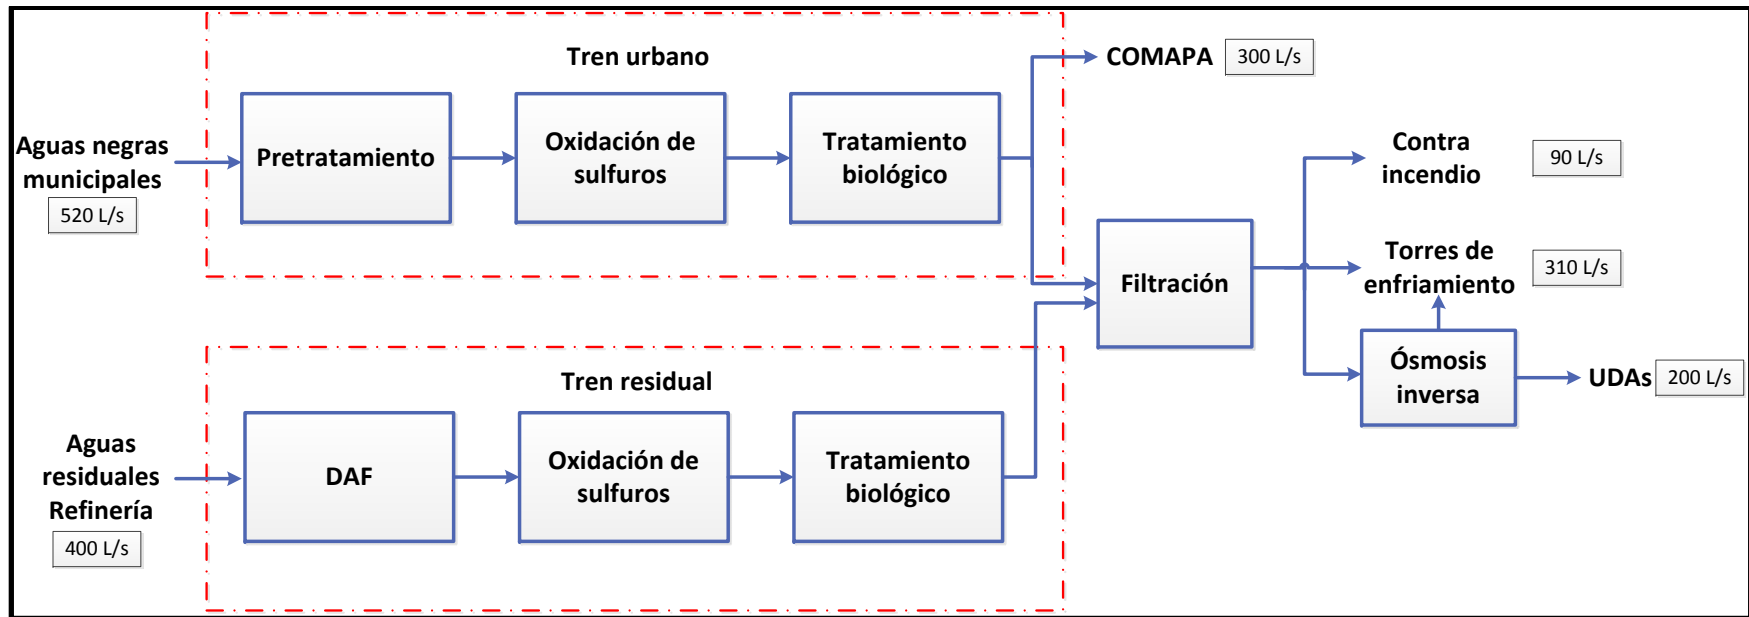 Tren urbano
COMAPA
300 L/s
Aguas negras
municipales
520 L/s
Pretratamiento
Oxidación de
sulfuros
Tratamiento
biológico
Contra
incendio
90 L/s
Filtración
Torres de
enfriamiento
310 L/s
Ósmosis
inversa
UDAs
200 L/s
Tren residual
Aguas
residuales
Refinería
400 L/s
DAF
Oxidación de
sulfuros
Tratamiento
biológico